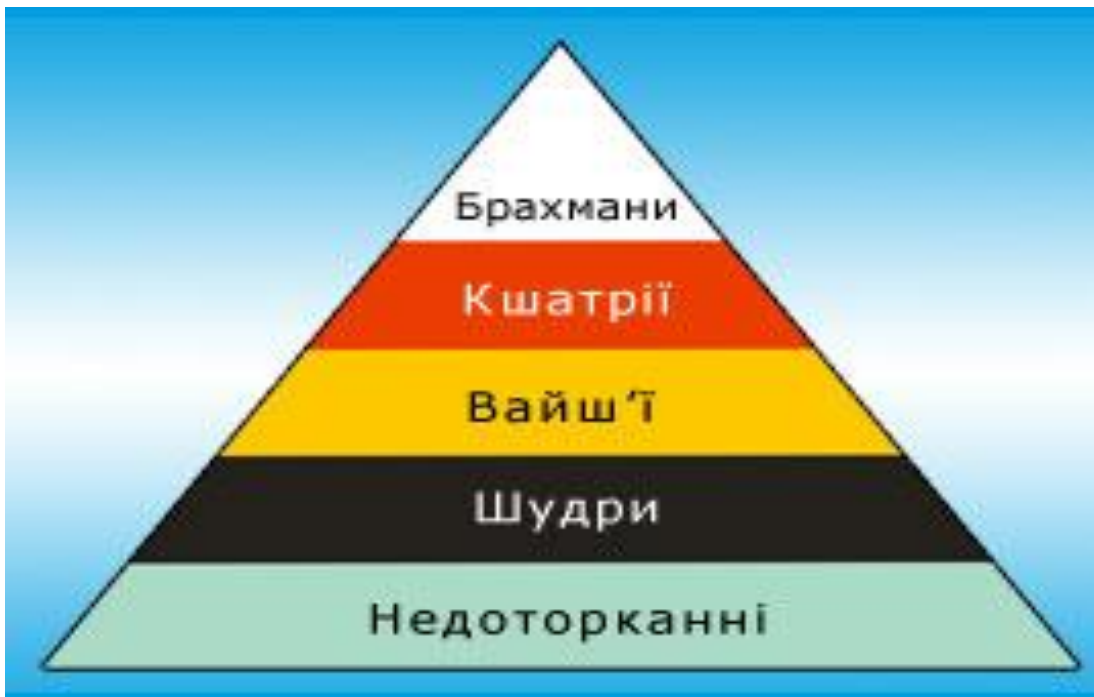 Брахмани
Кшатрії
Вайш’ї
Шудри
Недоторканні